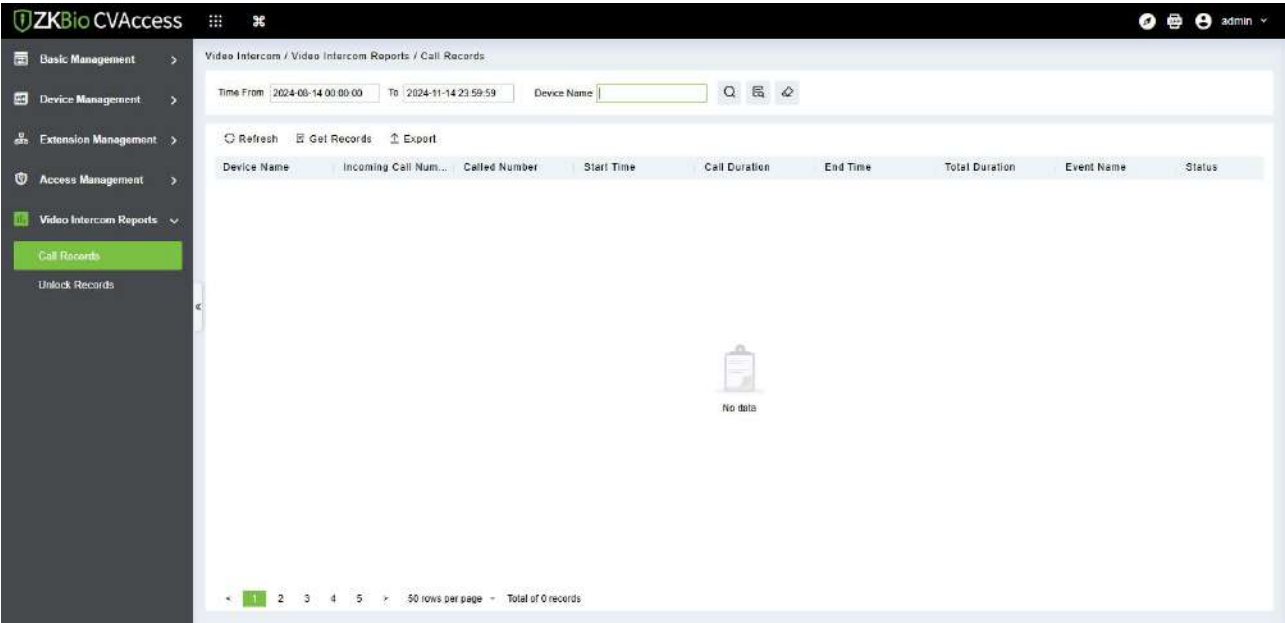 ZKBio CVAccess
admin
Basic Management
Device Management
Extension Management
Access Management
Video Intercom Reports
Call Records
Unlock Records
Video Intercom / Video Intercom Reports / Call Records
Time From 2024-08-14 00:00:00 To 2024-11-14 23:59:59 Device Name
Refresh Get Records Export
Device Name Incoming Call Num... Called Number Start Time Call Duration End Time Total Duration Event Name Status
No data
< 1 2 3 4 5 > 50 rows per page Total of 0 records